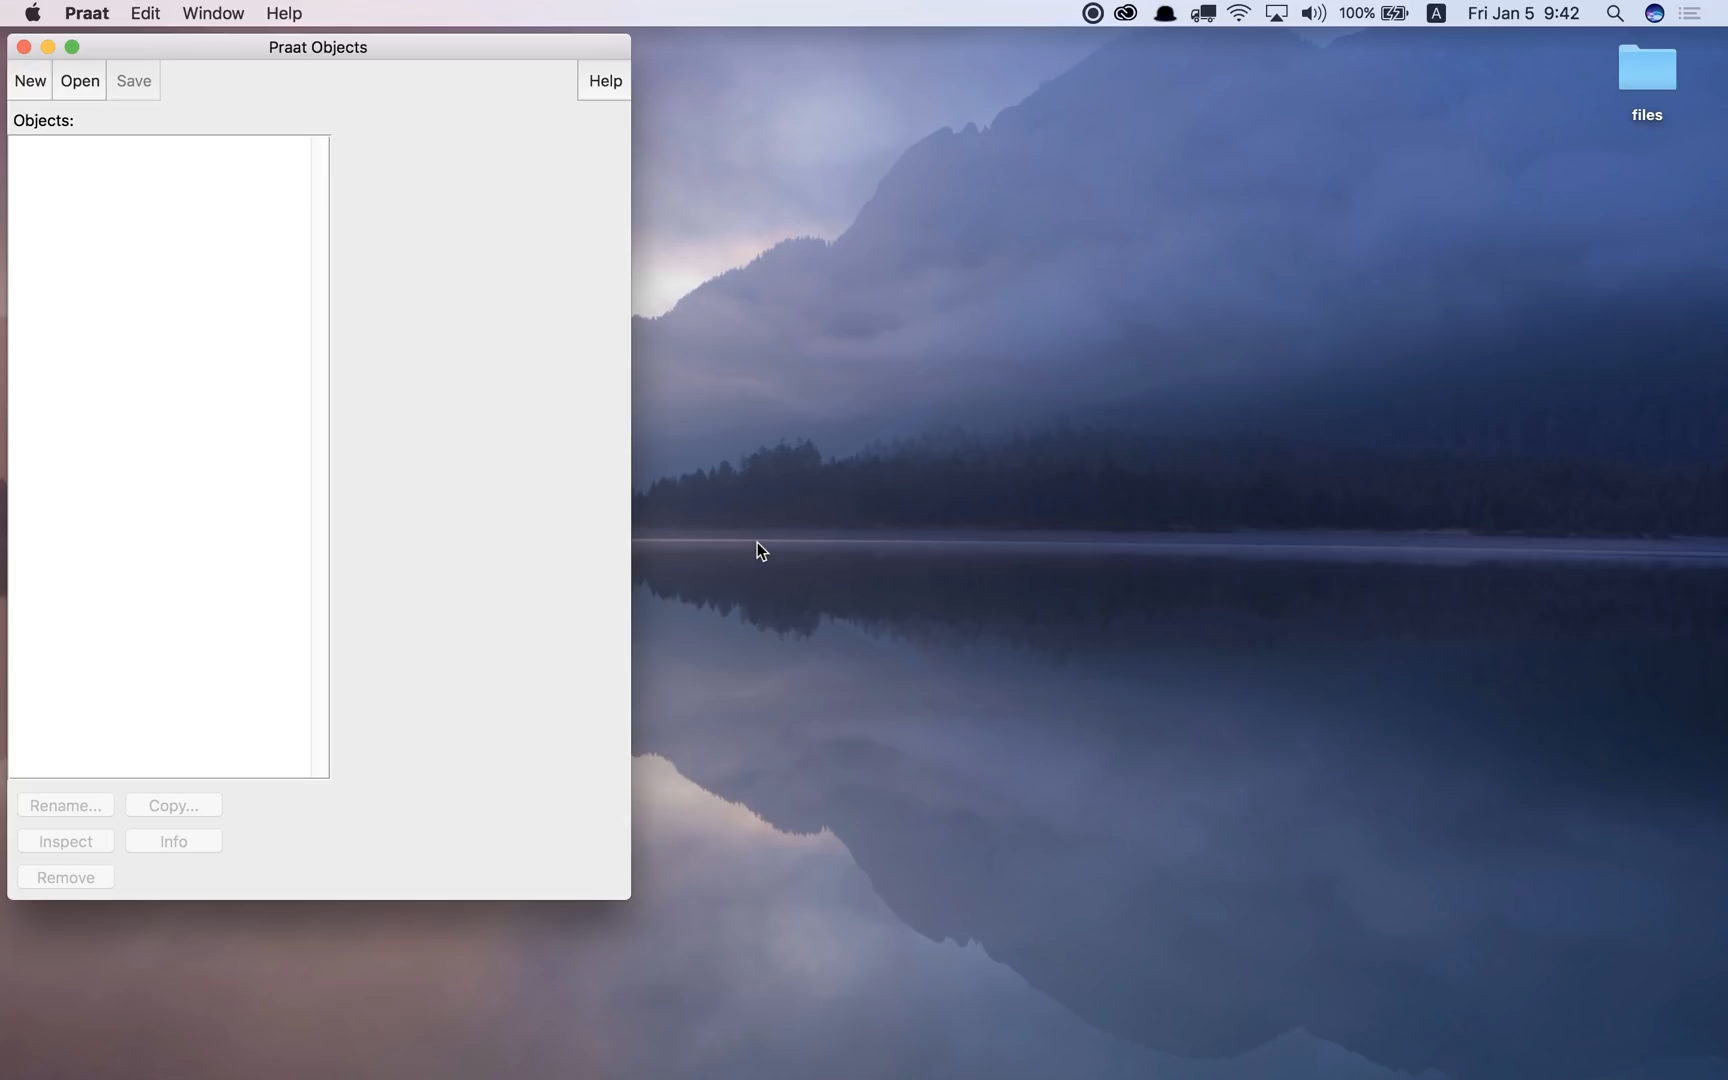 Praat Edit Window Help 100% A Fri Jan 5 9:42
Praat Objects
New Open Save Help
Objects:
files
Rename... Copy...
Inspect Info
Remove